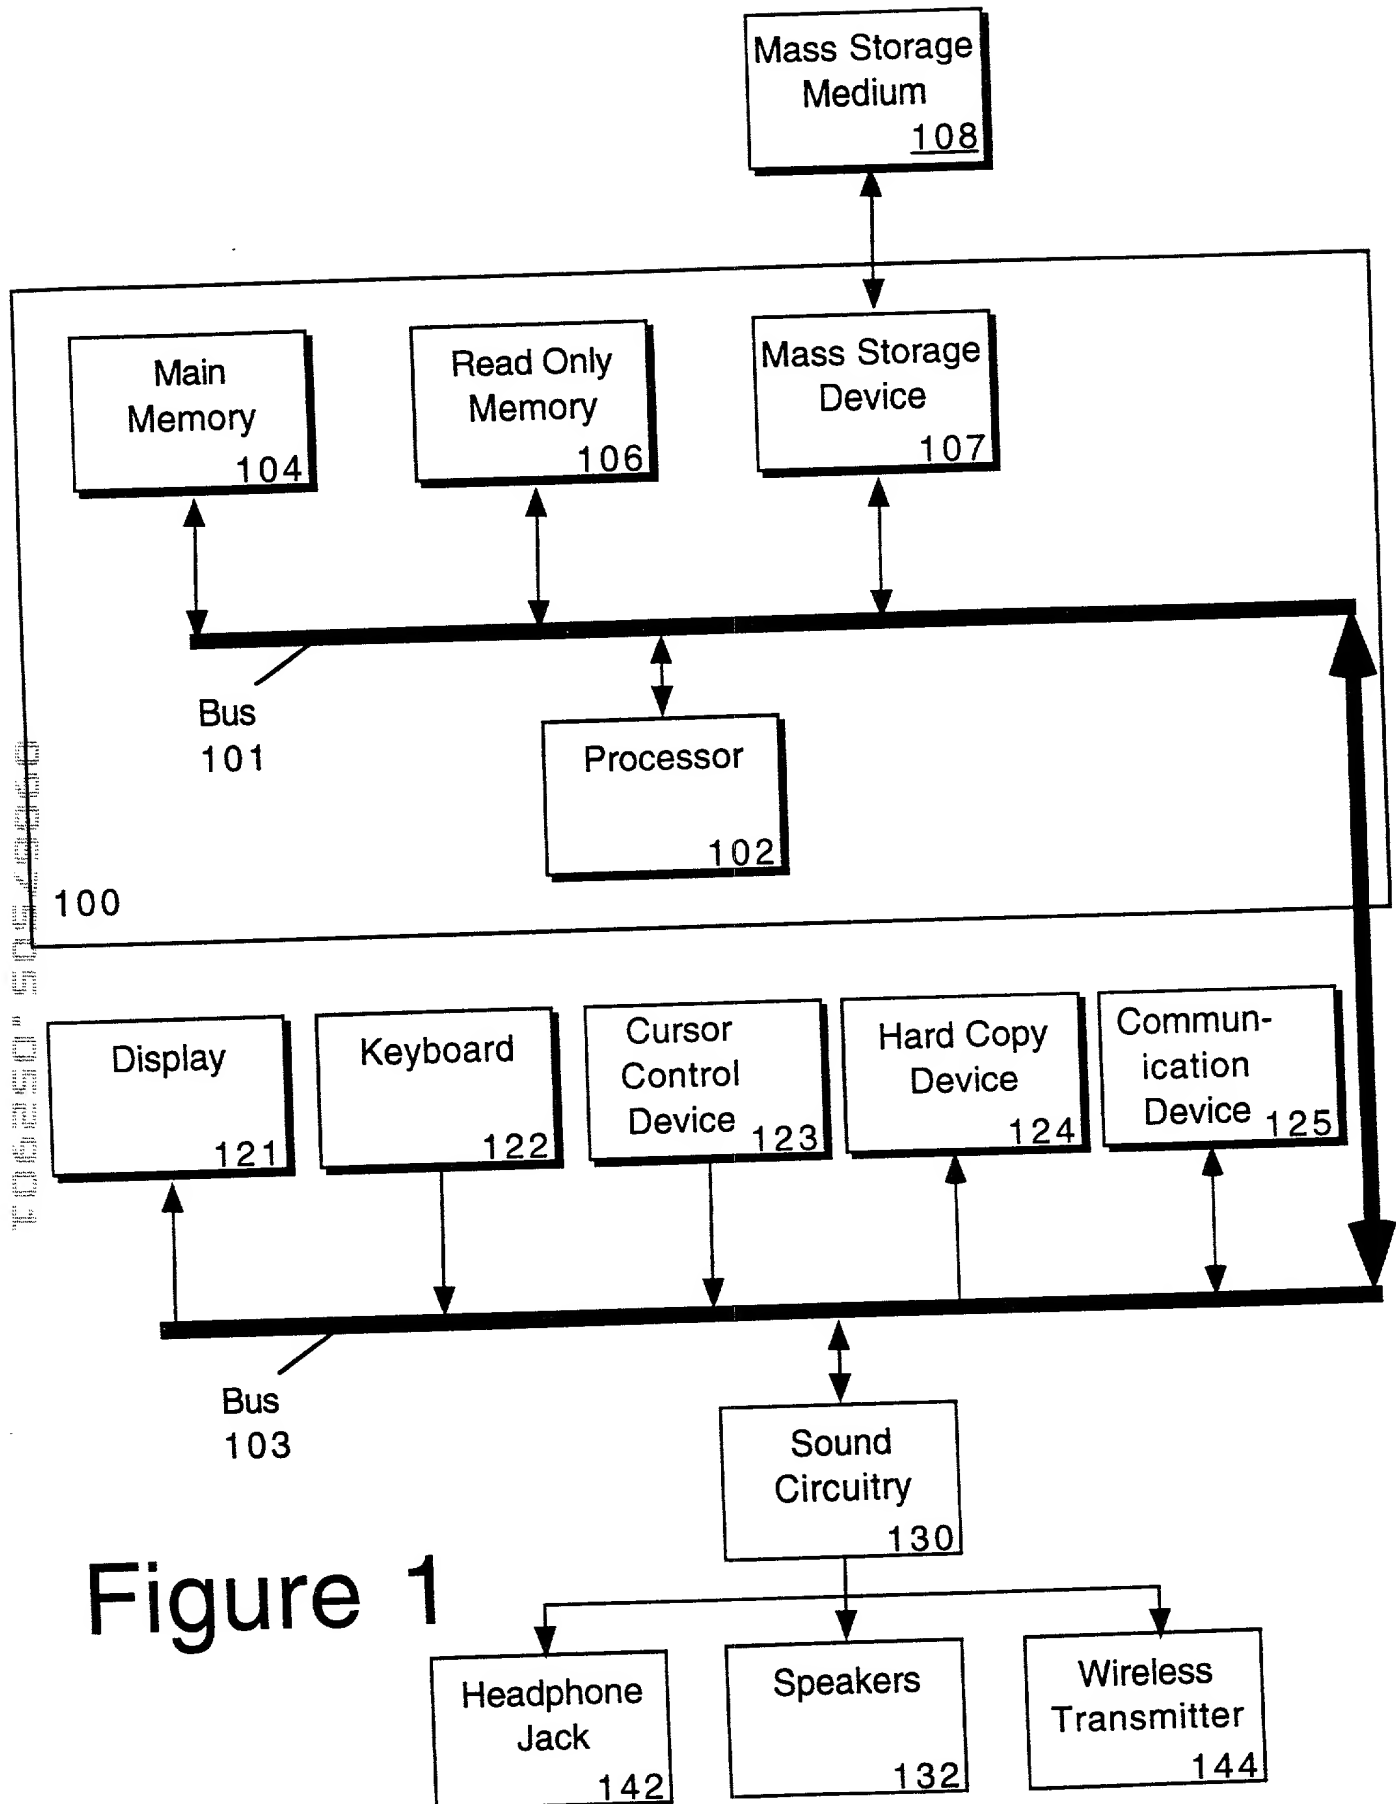 Mass Storage
Medium
108
Main
Memory
104
Read Only
Memory
106
Mass Storage
Device
107
Bus
101
Processor
102
100
Display
121
Keyboard
122
Cursor
Control
Device 123
Hard Copy
Device
124
Commun-
ication
Device 125
Bus
103
Sound
Circuitry
130
Figure 1
Headphone
Jack
142
Speakers
132
Wireless
Transmitter
144